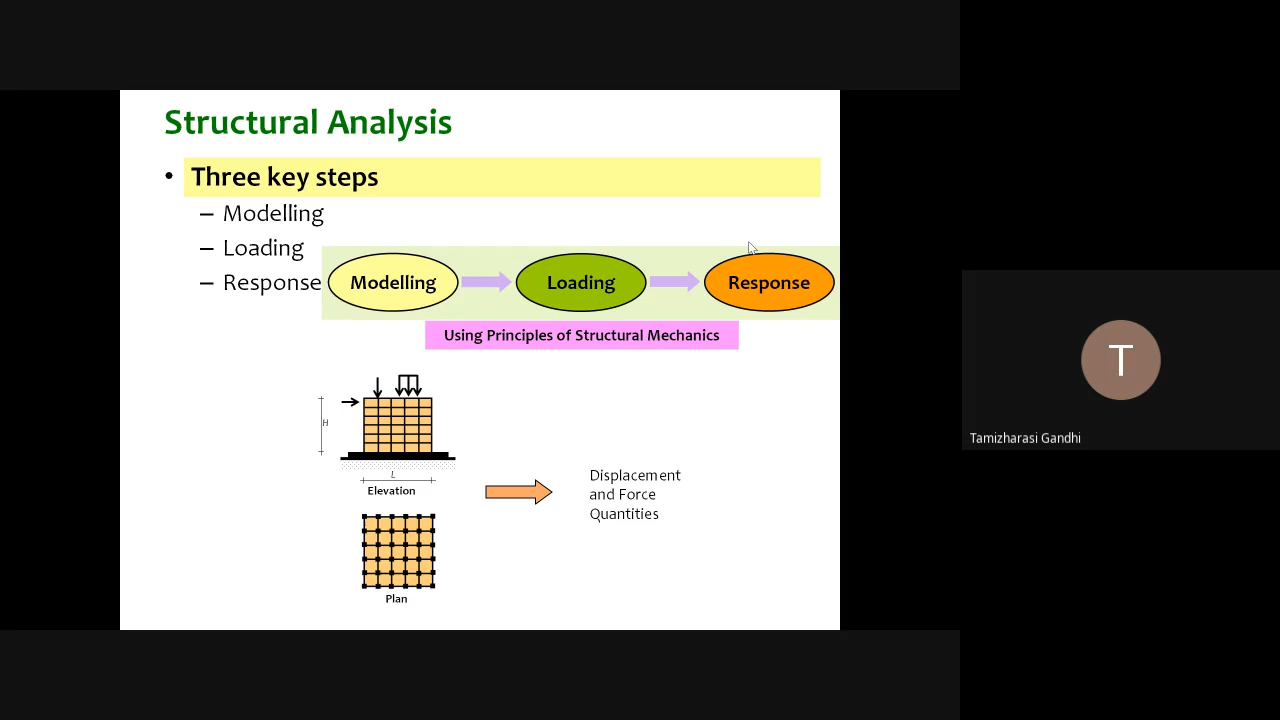 Structural Analysis
• Three key steps
– Modelling
– Loading
– Response
Modelling
Loading
Response
Using Principles of Structural Mechanics
H
L
Elevation
Displacement
and Force
Quantities
Plan
T
Tamizharasi Gandhi